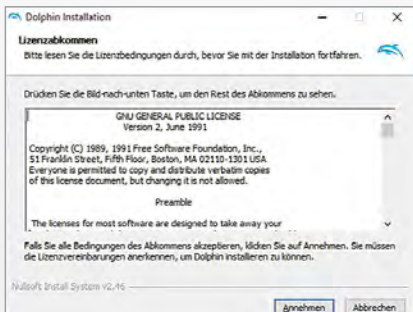 Dolphin Installation
Lizenzabkommen
Bitte lesen Sie die Lizenzbedingungen durch, bevor Sie mit der Installation fortfahren.
Drücken Sie die Bild-nach-unten Taste, um den Rest des Abkommens zu sehen.
GNU GENERAL PUBLIC LICENSE
Version 2, June 1991
Copyright (C) 1989, 1991 Free Software Foundation, Inc.,
51 Franklin Street, Fifth Floor, Boston, MA 02110-1301 USA
Everyone is permitted to copy and distribute verbatim copies
of this license document, but changing it is not allowed.
Preamble
The licenses for most software are designed to take away your
Falls Sie alle Bedingungen des Abkommens akzeptieren, klicken Sie auf Annehmen. Sie müssen
die Lizenzvereinbarungen anerkennen, um Dolphin installieren zu können.
Nullsoft Install System v2.46
Annehmen
Abbrechen